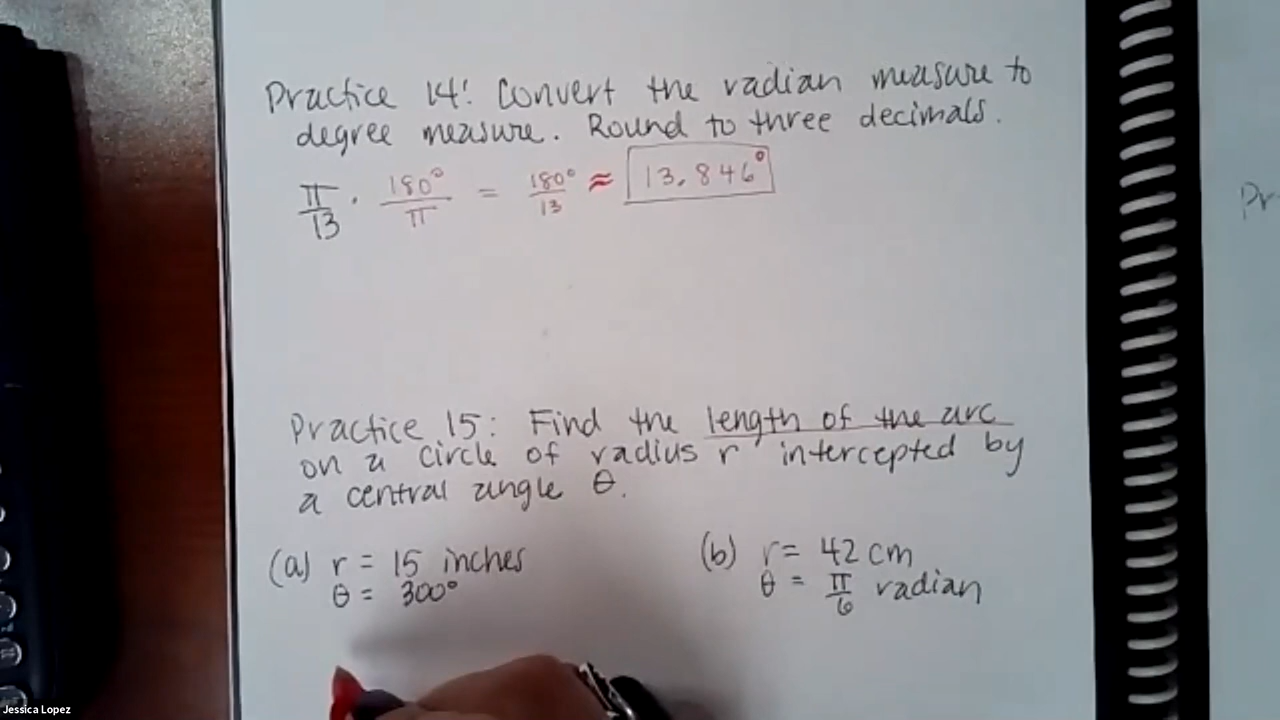 Practice 14: Convert the radian measure to
degree measure. Round to three decimals.
π/13 · 180°/π = 180°/13 ≈ 13.846°
Practice 15: Find the length of the arc
on a circle of radius r intercepted by
a central angle θ.
(a) r = 15 inches
θ = 300°
(b) r = 42 cm
θ = π/6 radian
Pr
Jessica Lopez